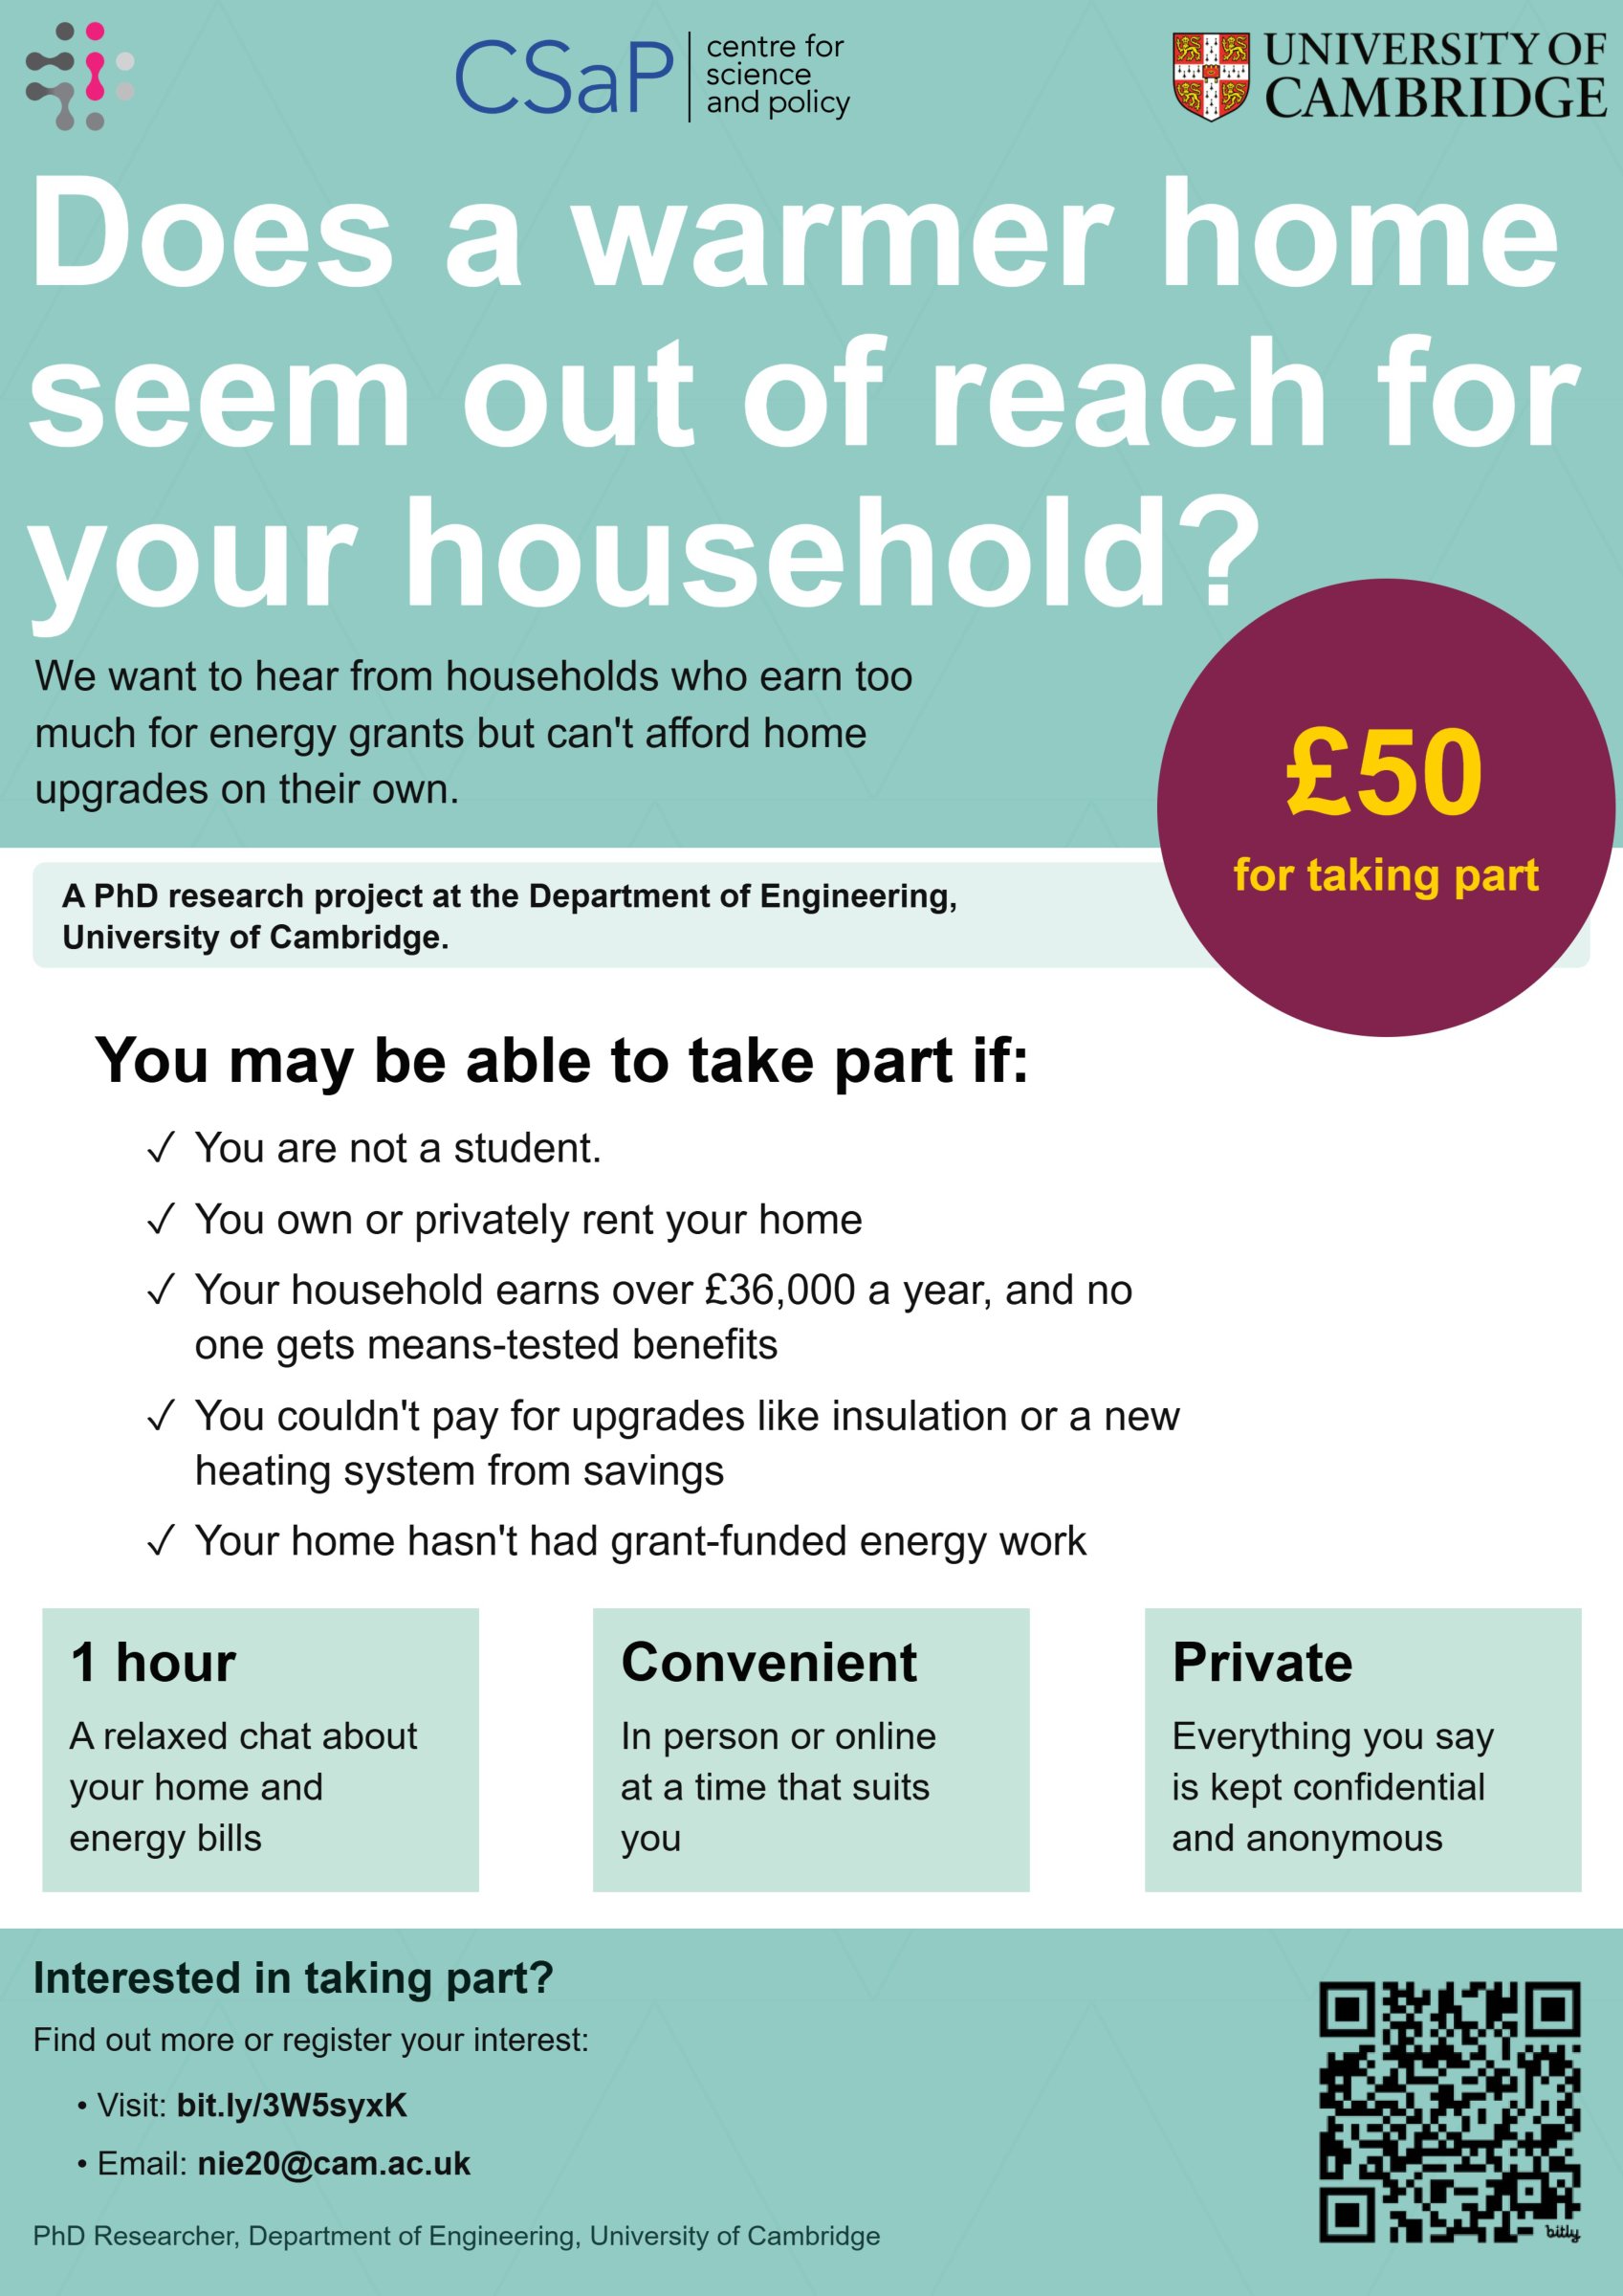 CSaP
centre for
science
and policy
UNIVERSITY OF
CAMBRIDGE
Does a warmer home
seem out of reach for
your household?
We want to hear from households who earn too
much for energy grants but can't afford home
upgrades on their own.
£50
for taking part
A PhD research project at the Department of Engineering,
University of Cambridge.
You may be able to take part if:
✓ You are not a student.
✓ You own or privately rent your home
✓ Your household earns over £36,000 a year, and no
one gets means-tested benefits
✓ You couldn't pay for upgrades like insulation or a new
heating system from savings
✓ Your home hasn't had grant-funded energy work
1 hour
A relaxed chat about
your home and
energy bills
Convenient
In person or online
at a time that suits
you
Private
Everything you say
is kept confidential
and anonymous
Interested in taking part?
Find out more or register your interest:
• Visit: bit.ly/3W5syxK
• Email: nie20@cam.ac.uk
PhD Researcher, Department of Engineering, University of Cambridge
bitly